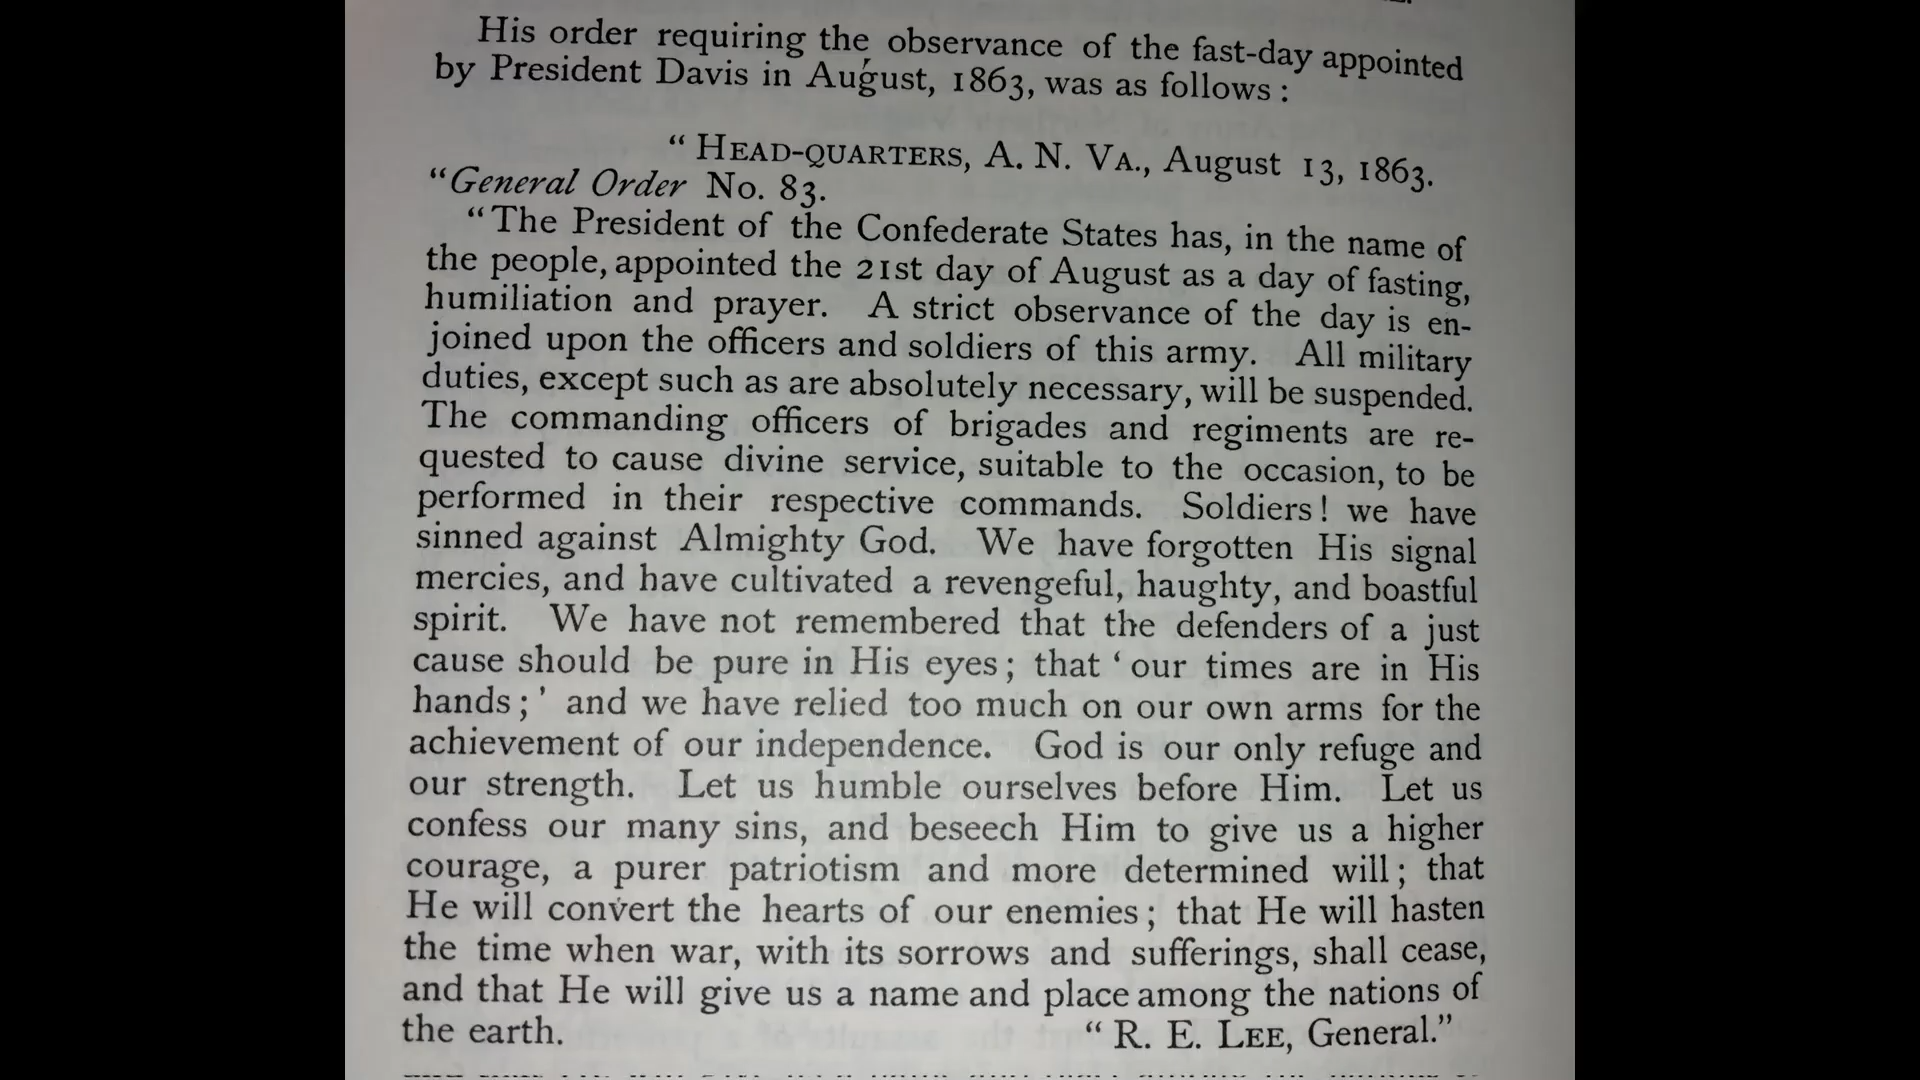 His order requiring the observance of the fast-day appointed
by President Davis in August, 1863, was as follows :
" HEAD-QUARTERS, A. N. VA., August 13, 1863.
"General Order No. 83.
"The President of the Confederate States has, in the name of
the people, appointed the 21st day of August as a day of fasting,
humiliation and prayer. A strict observance of the day is en-
joined upon the officers and soldiers of this army. All military
duties, except such as are absolutely necessary, will be suspended.
The commanding officers of brigades and regiments are re-
quested to cause divine service, suitable to the occasion, to be
performed in their respective commands. Soldiers! we have
sinned against Almighty God. We have forgotten His signal
mercies, and have cultivated a revengeful, haughty, and boastful
spirit. We have not remembered that the defenders of a just
cause should be pure in His eyes; that 'our times are in His
hands;' and we have relied too much on our own arms for the
achievement of our independence. God is our only refuge and
our strength. Let us humble ourselves before Him. Let us
confess our many sins, and beseech Him to give us a higher
courage, a purer patriotism and more determined will; that
He will convert the hearts of our enemies; that He will hasten
the time when war, with its sorrows and sufferings, shall cease,
and that He will give us a name and place among the nations of
the earth. " R. E. LEE, General."